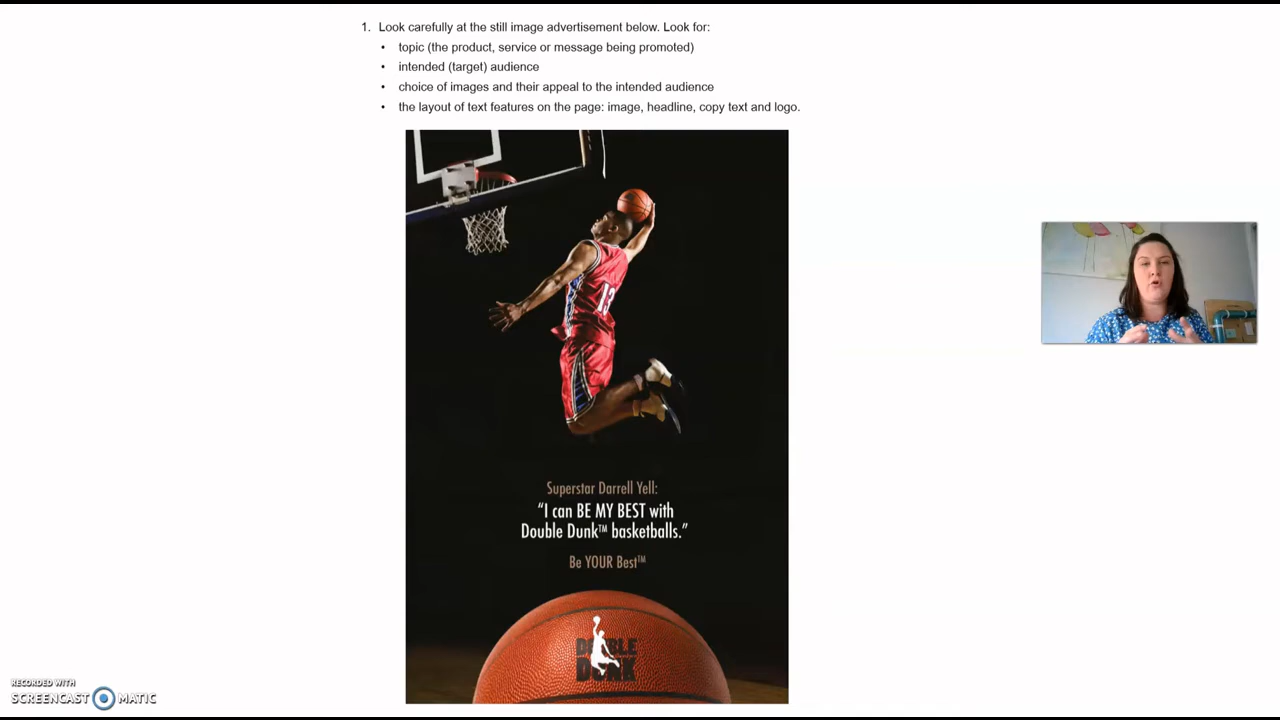 1. Look carefully at the still image advertisement below. Look for:
• topic (the product, service or message being promoted)
• intended (target) audience
• choice of images and their appeal to the intended audience
• the layout of text features on the page: image, headline, copy text and logo.
13
Superstar Darrell Yell:
“I can BE MY BEST with
Double Dunk™ basketballs.”
Be YOUR Best™
DOUBLE
DUNK
RECORDED WITH
SCREENCAST MATIC